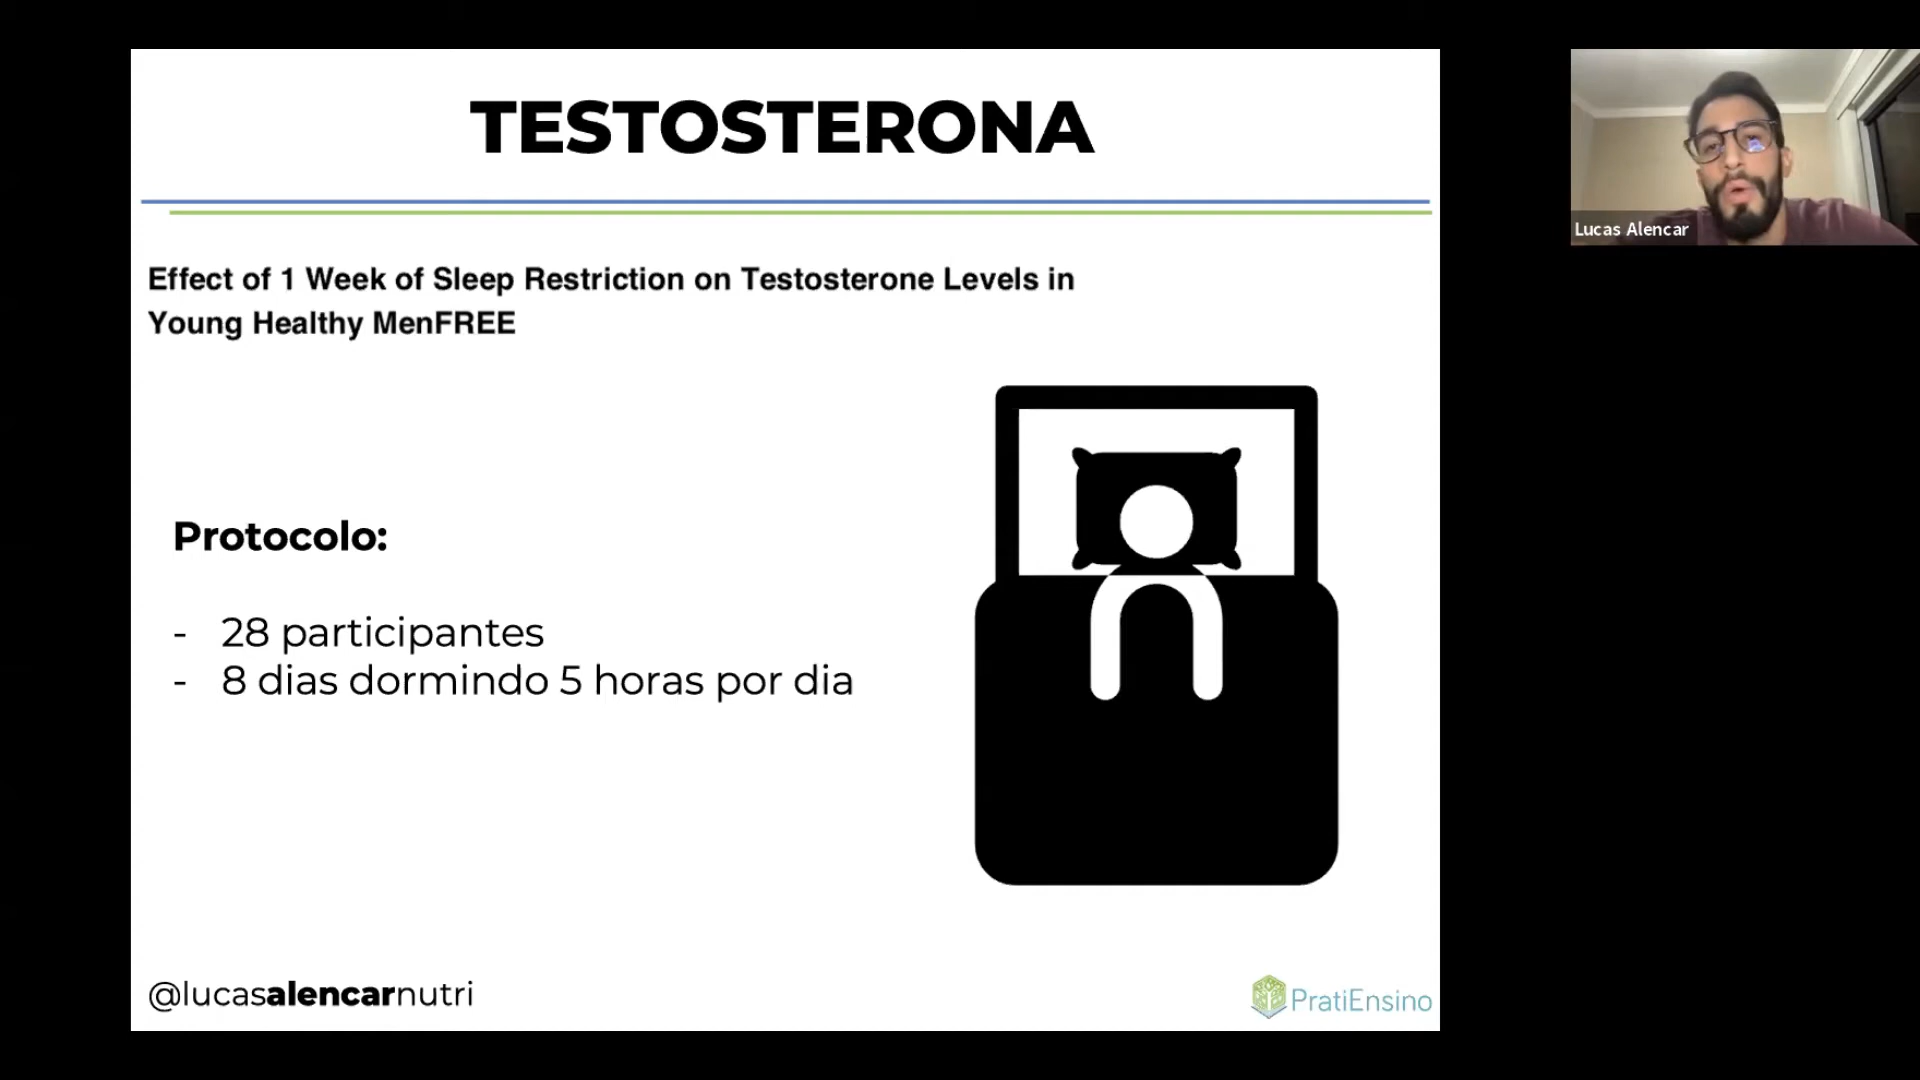 TESTOSTERONA
Lucas Alencar
Effect of 1 Week of Sleep Restriction on Testosterone Levels in
Young Healthy MenFREE
Protocolo:
- 28 participantes
- 8 dias dormindo 5 horas por dia
@lucasalencarnutri
PratiEnsino